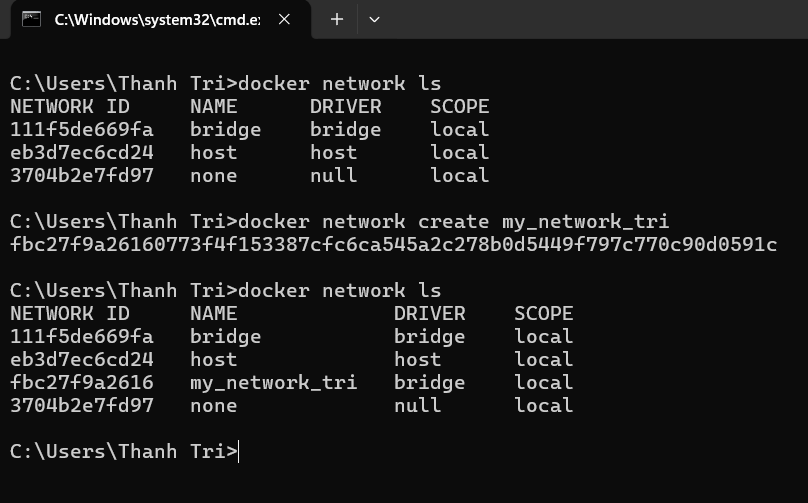 C:\Windows\system32\cmd.e
C:\Users\Thanh Tri>docker network ls
NETWORK ID     NAME      DRIVER    SCOPE
111f5de669fa   bridge    bridge    local
eb3d7ec6cd24   host      host      local
3704b2e7fd97   none      null      local
C:\Users\Thanh Tri>docker network create my_network_tri
fbc27f9a26160773f4f153387cfc6ca545a2c278b0d5449f797c770c90d0591c
C:\Users\Thanh Tri>docker network ls
NETWORK ID     NAME             DRIVER    SCOPE
111f5de669fa   bridge           bridge    local
eb3d7ec6cd24   host             host      local
fbc27f9a2616   my_network_tri   bridge    local
3704b2e7fd97   none             null      local
C:\Users\Thanh Tri>